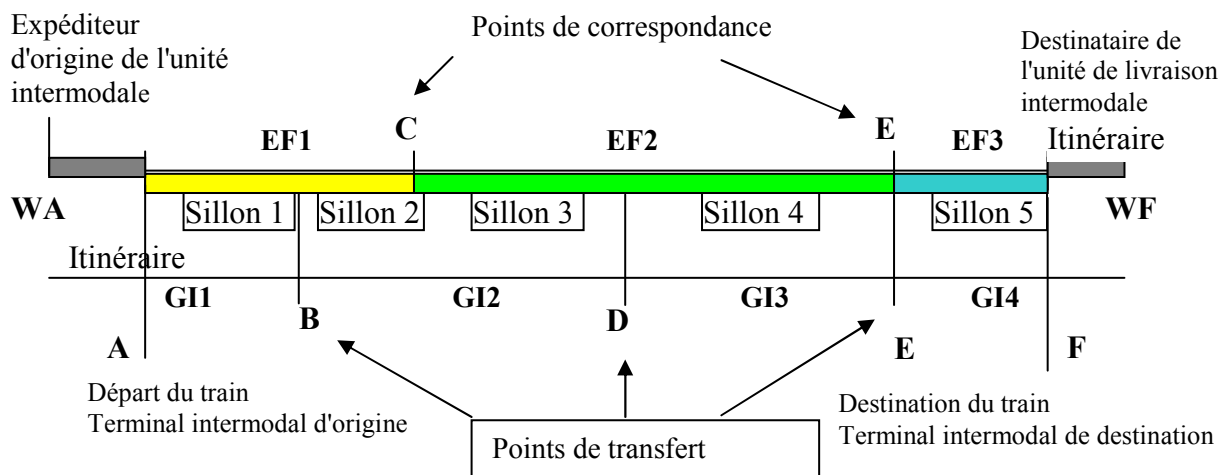 Expéditeur
d'origine de l'unité
intermodale
Points de correspondance
Destinataire de
l'unité de livraison
intermodale
Itinéraire
EF1
C
EF2
E
EF3
WA
Sillon 1
Sillon 2
Sillon 3
Sillon 4
Sillon 5
WF
Itinéraire
GI1
B
GI2
D
GI3
E
GI4
A
F
Départ du train
Terminal intermodal d'origine
Points de transfert
Destination du train
Terminal intermodal de destination